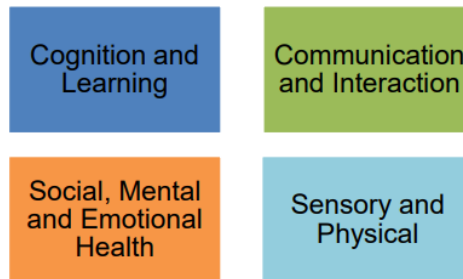 Cognition and
Learning
Communication
and Interaction
Social, Mental
and Emotional
Health
Sensory and
Physical